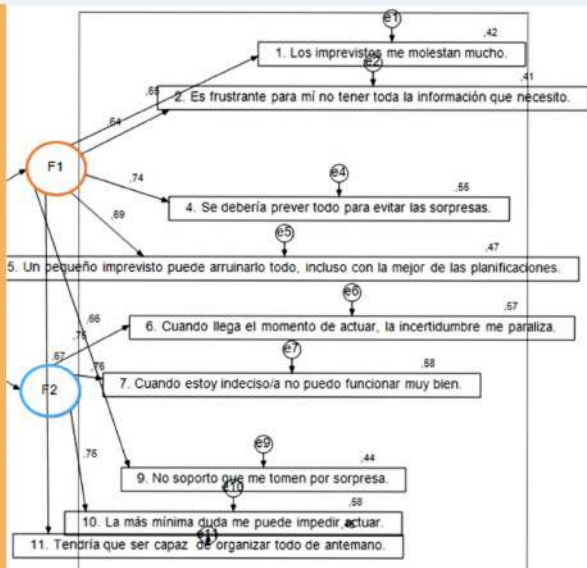 e1
,42
1. Los imprevistos me molestan mucho.
e2
,41
,65
2. Es frustrante para mí no tener toda la información que necesito.
,64
F1
e4
,74
,55
4. Se debería prever todo para evitar las sorpresas.
,69
e5
,47
5. Un pequeño imprevisto puede arruinarlo todo, incluso con la mejor de las planificaciones.
e6
,66
,57
6. Cuando llega el momento de actuar, la incertidumbre me paraliza.
,75
e7
,67
,76
,58
7. Cuando estoy indeciso/a no puedo funcionar muy bien.
F2
,76
e9
,44
9. No soporto que me tomen por sorpresa.
e10
,58
10. La más mínima duda me puede impedir actuar.
e11
11. Tendría que ser capaz de organizar todo de antemano.